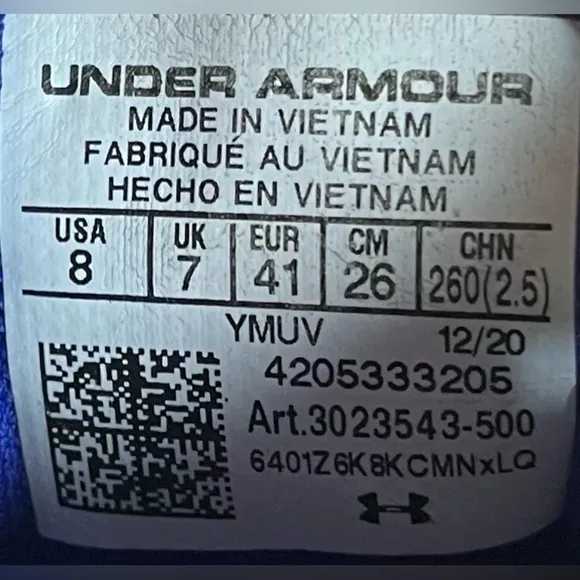 UNDER ARMOUR
MADE IN VIETNAM
FABRIQUÉ AU VIETNAM
HECHO EN VIETNAM
USA UK EUR CM CHN
8 7 41 26 260(2.5)
YMUV 12/20
4205333205
Art.3023543-500
6401Z6K8KCMNxLQ